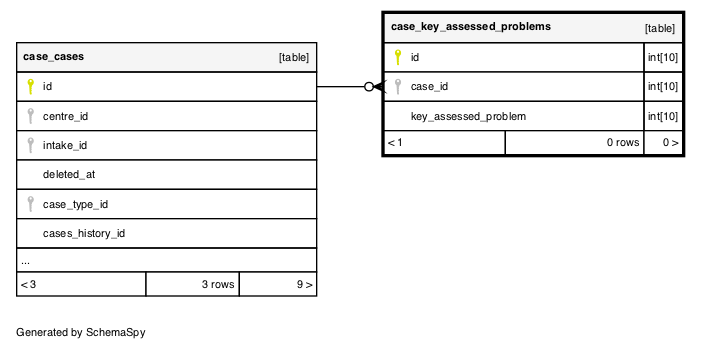 case_key_assessed_problems [table]
id int[10]
case_id int[10]
key_assessed_problem int[10]
< 1 0 rows 0 >
case_cases [table]
id
centre_id
intake_id
deleted_at
case_type_id
cases_history_id
...
< 3 3 rows 9 >
Generated by SchemaSpy